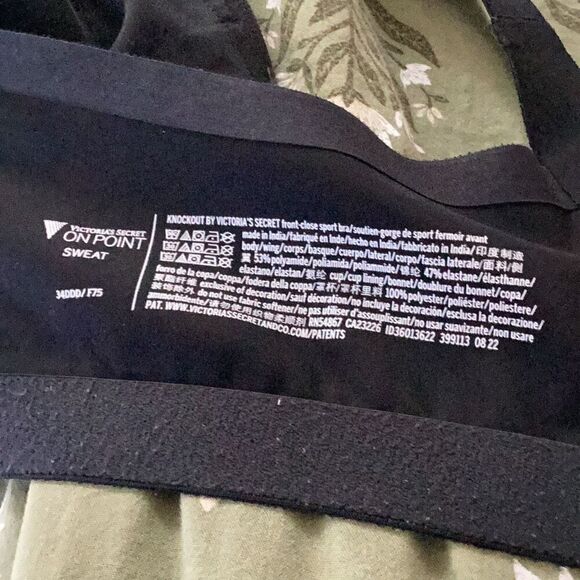 VICTORIA'S SECRET
ON POINT
SWEAT
34DDD/F75
KNOCKOUT BY VICTORIA'S SECRET front-close sport bra/soutien-gorge de sport fermoir avant
made in India/fabriqué en Inde/hecho en India/fabbricato in India/印度制造
body/wing/corps/basque/cuerpo/lateral/corpo/fascia laterale/面料/侧
翼 53% polyamide/poliamida/poliammide/锦纶 47% elastane/élasthanne/
elastano/elastan/氨纶 cup/cup lining/bonnet/doublure du bonnet/copa/
forro de la copa/coppa/fodera della coppa/罩杯/罩杯里料 100% polyester/poliéster/poliestere/
聚酯纤维 exclusive of decoration/sauf décoration/no incluye la decoración/esclusa la decorazione/
装饰除外 do not use fabric softener/ne pas utiliser d'assouplissant/no usar suavizante/non usare
ammorbidente/请勿使用织物柔顺剂 RN54867 CA23226 ID36013622 399113 08 22
PAT. WWW.VICTORIASSECRETANDCO.COM/PATENTS